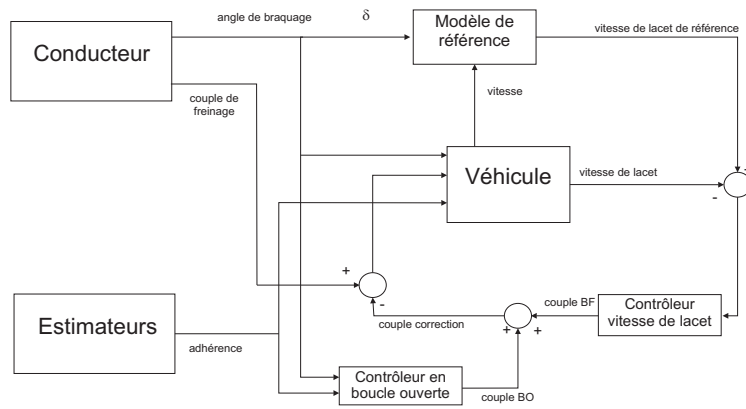 angle de braquage
δ
Modèle de
référence
vitesse de lacet de référence
Conducteur
couple de
freinage
vitesse
Véhicule
vitesse de lacet
-
+
-
Estimateurs
adhérence
couple correction
+
+
couple BF
Contrôleur
vitesse de lacet
Contrôleur en
boucle ouverte
couple BO